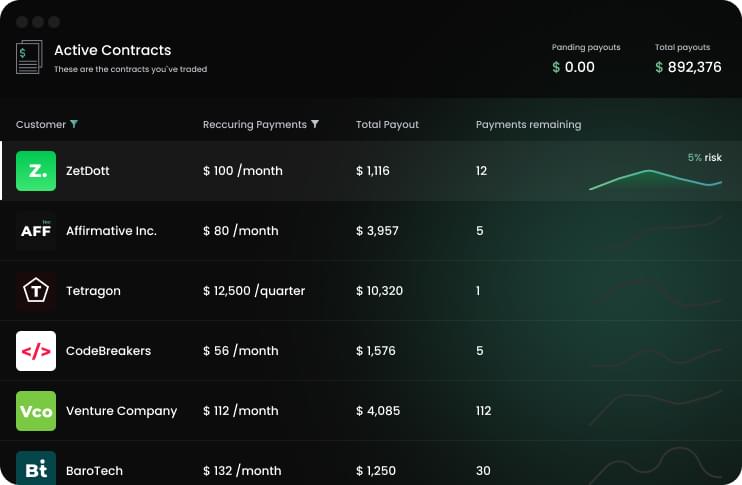 $
Active Contracts
These are the contracts you've traded
Panding payouts
$ 0.00
Total payouts
$ 892,376
Customer
Reccuring Payments
Total Payout
Payments remaining
Z. ZetDott $ 100 /month $ 1,116 12 5% risk
AFF Affirmative Inc. $ 80 /month $ 3,957 5
T Tetragon $ 12,500 /quarter $ 10,320 1
</> CodeBreakers $ 56 /month $ 1,576 5
Vco Venture Company $ 112 /month $ 4,085 112
Bt BaroTech $ 132 /month $ 1,250 30